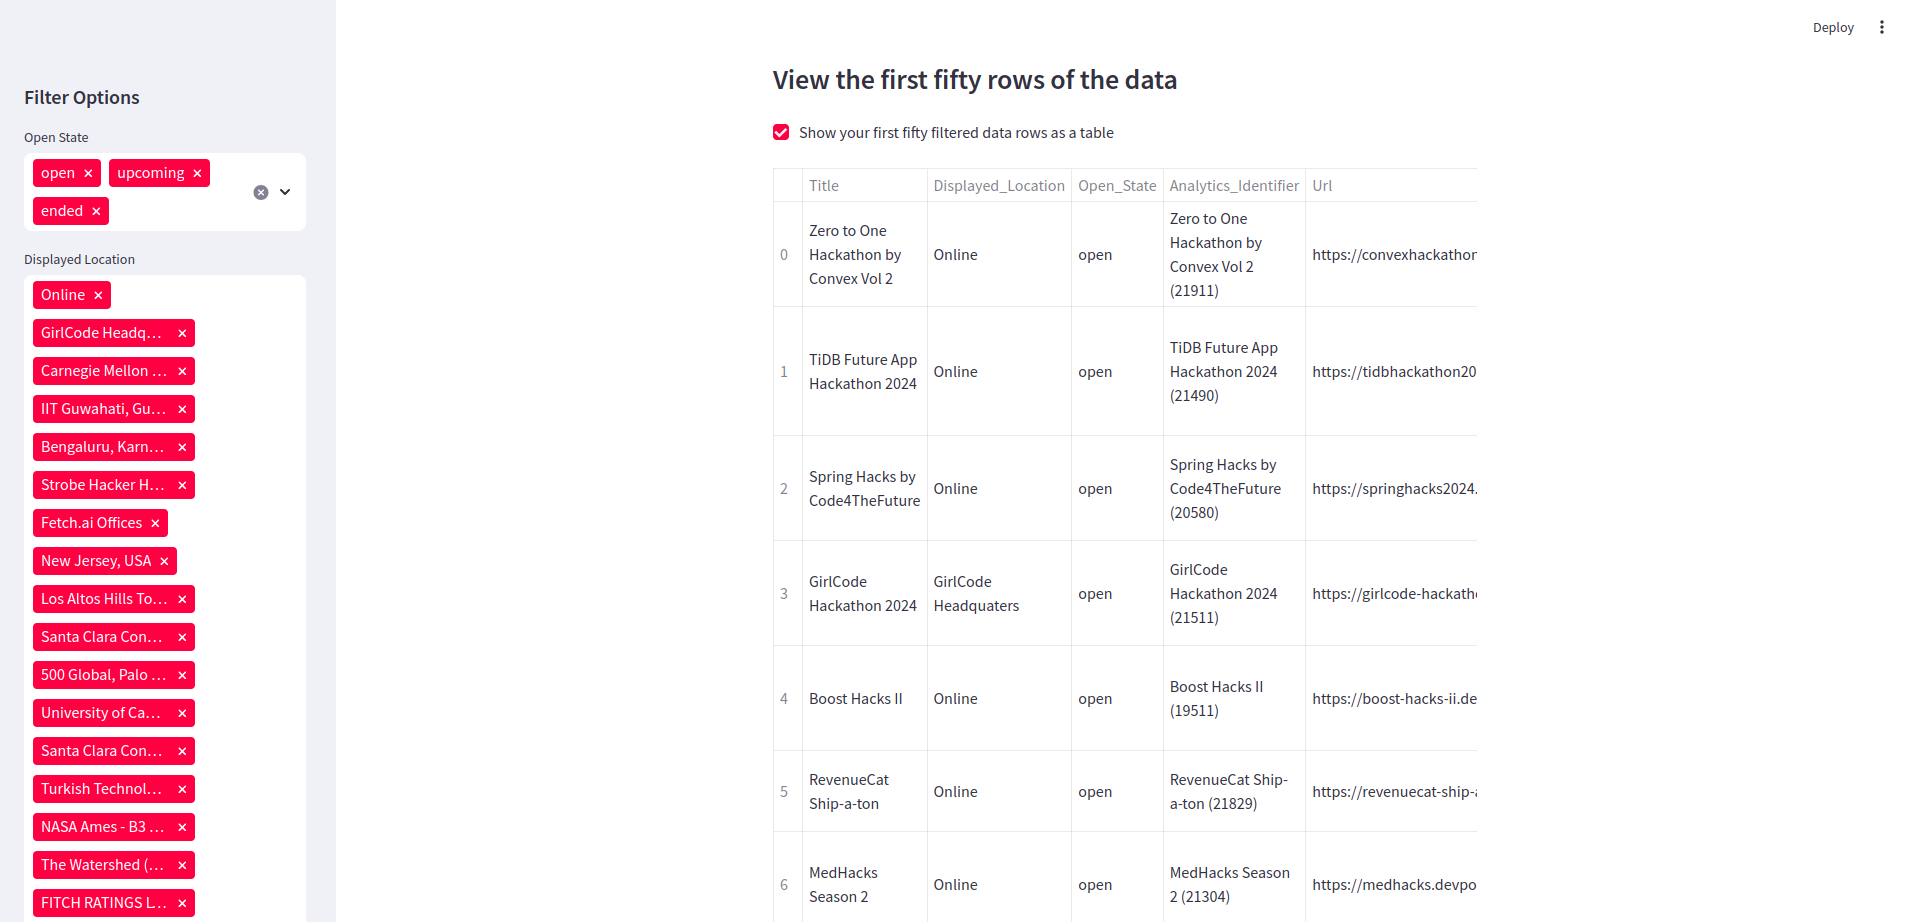 Deploy
Filter Options
Open State
open
upcoming
ended
Displayed Location
Online
GirlCode Headq...
Carnegie Mellon ...
IIT Guwahati, Gu...
Bengaluru, Karn...
Strobe Hacker H...
Fetch.ai Offices
New Jersey, USA
Los Altos Hills To...
Santa Clara Con...
500 Global, Palo ...
University of Ca...
Santa Clara Con...
Turkish Technol...
NASA Ames - B3 ...
The Watershed (...
FITCH RATINGS L...
View the first fifty rows of the data
Show your first fifty filtered data rows as a table
Title Displayed_Location Open_State Analytics_Identifier Url
0
Zero to One
Hackathon by
Convex Vol 2
Online
open
Zero to One
Hackathon by
Convex Vol 2
(21911)
https://convexhackathon
1
TiDB Future App
Hackathon 2024
Online
open
TiDB Future App
Hackathon 2024
(21490)
https://tidbhackathon20
2
Spring Hacks by
Code4TheFuture
Online
open
Spring Hacks by
Code4TheFuture
(20580)
https://springhacks2024.
3
GirlCode
Hackathon 2024
GirlCode
Headquaters
open
GirlCode
Hackathon 2024
(21511)
https://girlcode-hackath
4
Boost Hacks II
Online
open
Boost Hacks II
(19511)
https://boost-hacks-ii.de
5
RevenueCat
Ship-a-ton
Online
open
RevenueCat Ship-
a-ton (21829)
https://revenuecat-ship-
6
MedHacks
Season 2
Online
open
MedHacks Season
2 (21304)
https://medhacks.devpo